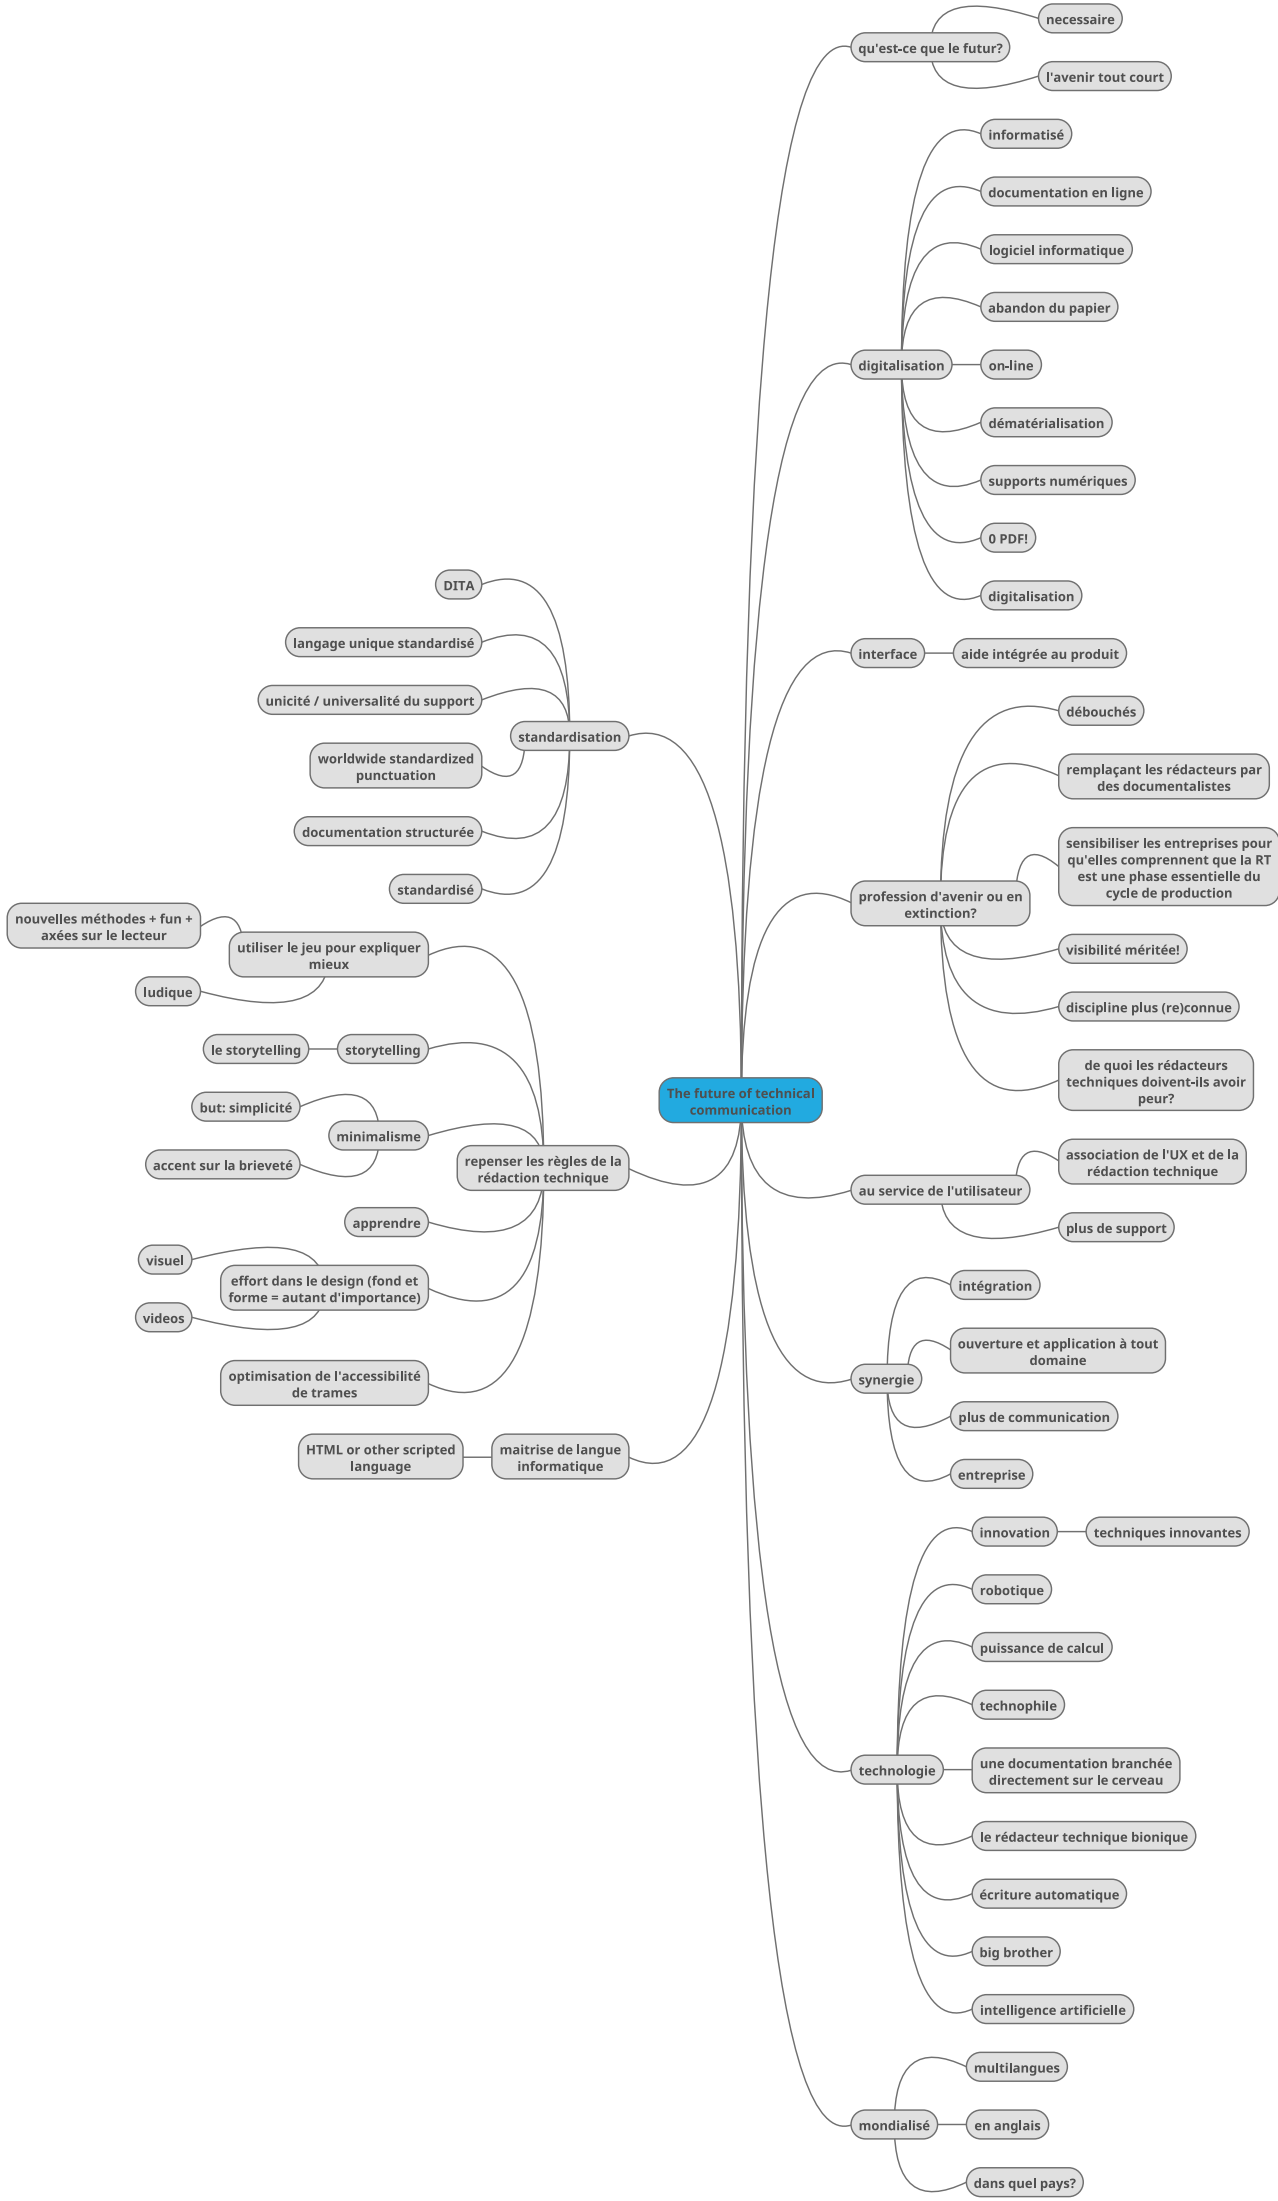 The future of technical
communication
qu'est-ce que le futur?
necessaire
l'avenir tout court
digitalisation
informatisé
documentation en ligne
logiciel informatique
abandon du papier
on-line
dématérialisation
supports numériques
0 PDF!
digitalisation
interface
aide intégrée au produit
profession d'avenir ou en
extinction?
débouchés
remplaçant les rédacteurs par
des documentalistes
sensibiliser les entreprises pour
qu'elles comprennent que la RT
est une phase essentielle du
cycle de production
visibilité méritée!
discipline plus (re)connue
de quoi les rédacteurs
techniques doivent-ils avoir
peur?
au service de l'utilisateur
association de l'UX et de la
rédaction technique
plus de support
synergie
intégration
ouverture et application à tout
domaine
plus de communication
entreprise
technologie
innovation
techniques innovantes
robotique
puissance de calcul
technophile
une documentation branchée
directement sur le cerveau
le rédacteur technique bionique
écriture automatique
big brother
intelligence artificielle
mondialisé
multilangues
en anglais
dans quel pays?
standardisation
DITA
langage unique standardisé
unicité / universalité du support
worldwide standardized
punctuation
documentation structurée
standardisé
repenser les règles de la
rédaction technique
utiliser le jeu pour expliquer
mieux
nouvelles méthodes + fun +
axées sur le lecteur
ludique
storytelling
le storytelling
minimalisme
but: simplicité
accent sur la brieveté
apprendre
effort dans le design (fond et
forme = autant d'importance)
visuel
videos
optimisation de l'accessibilité
de trames
maitrise de langue
informatique
HTML or other scripted
language